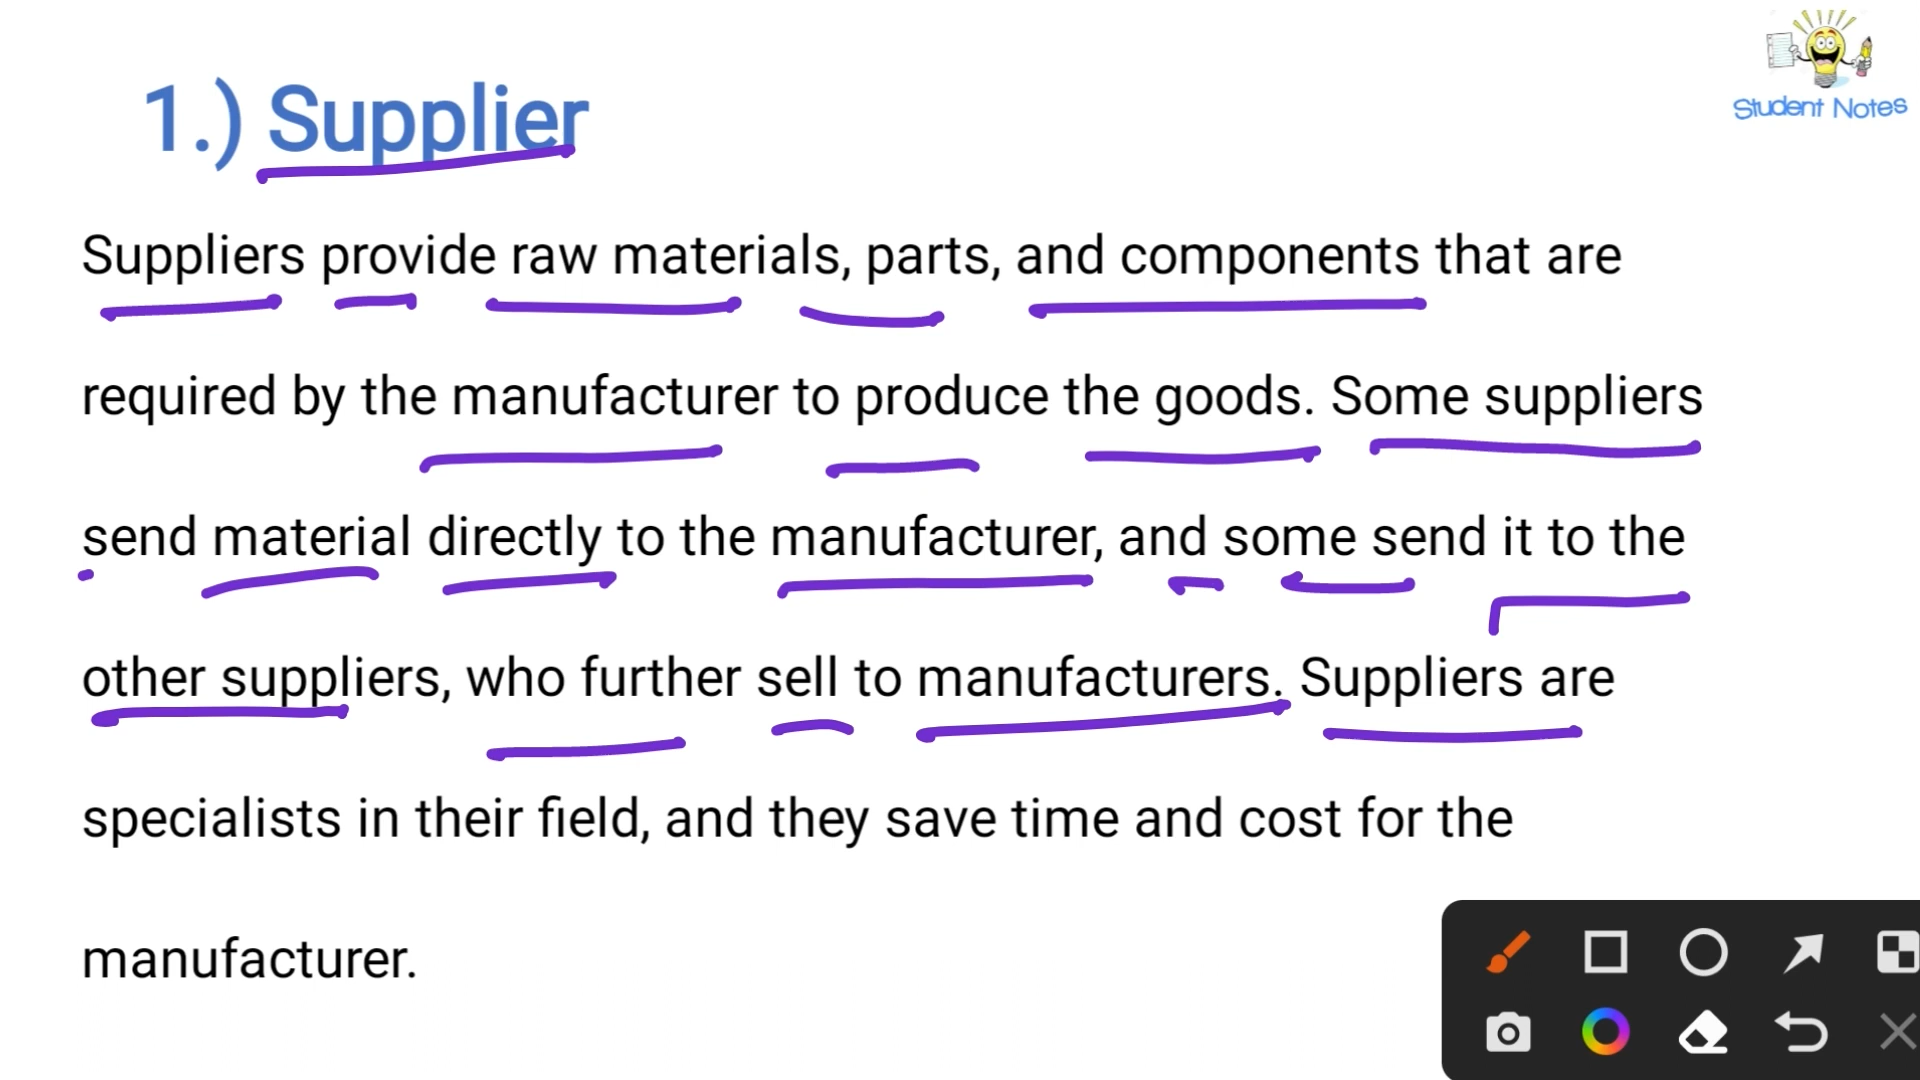 Student Notes
1.) Supplier
Suppliers provide raw materials, parts, and components that are
required by the manufacturer to produce the goods. Some suppliers
send material directly to the manufacturer, and some send it to the
other suppliers, who further sell to manufacturers. Suppliers are
specialists in their field, and they save time and cost for the
manufacturer.